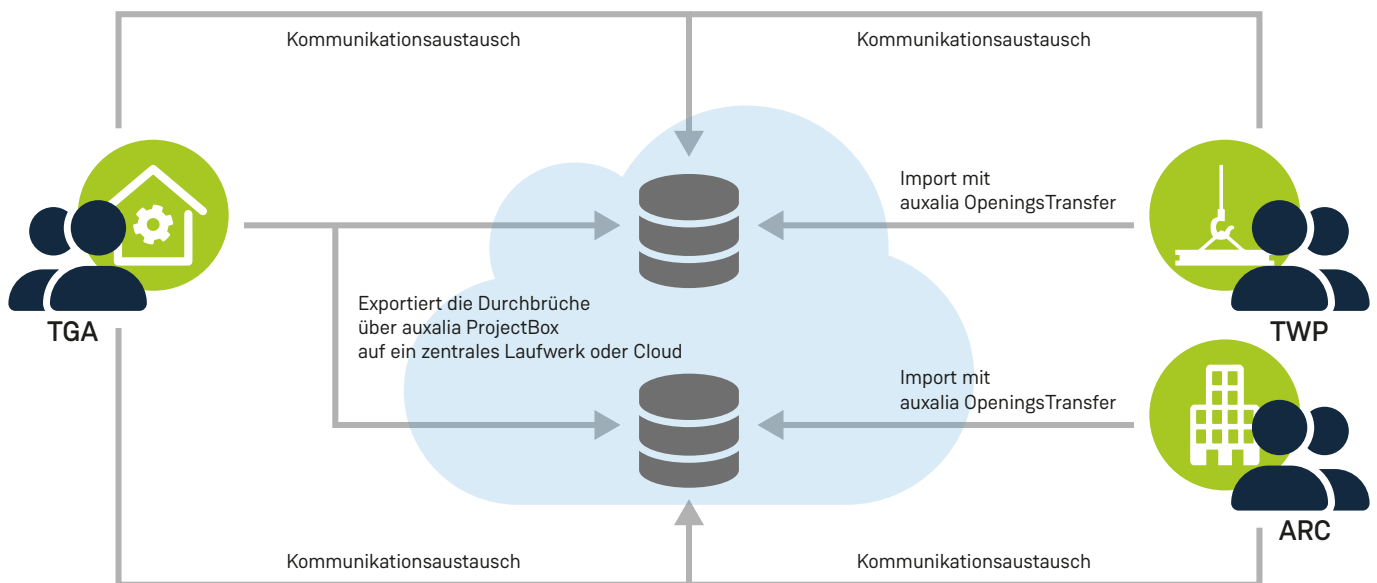 Kommunikationsaustausch
Kommunikationsaustausch
Import mit
auxalia OpeningsTransfer
Exportiert die Durchbrüche
über auxalia ProjectBox
auf ein zentrales Laufwerk oder Cloud
TGA
TWP
Import mit
auxalia OpeningsTransfer
ARC
Kommunikationsaustausch
Kommunikationsaustausch